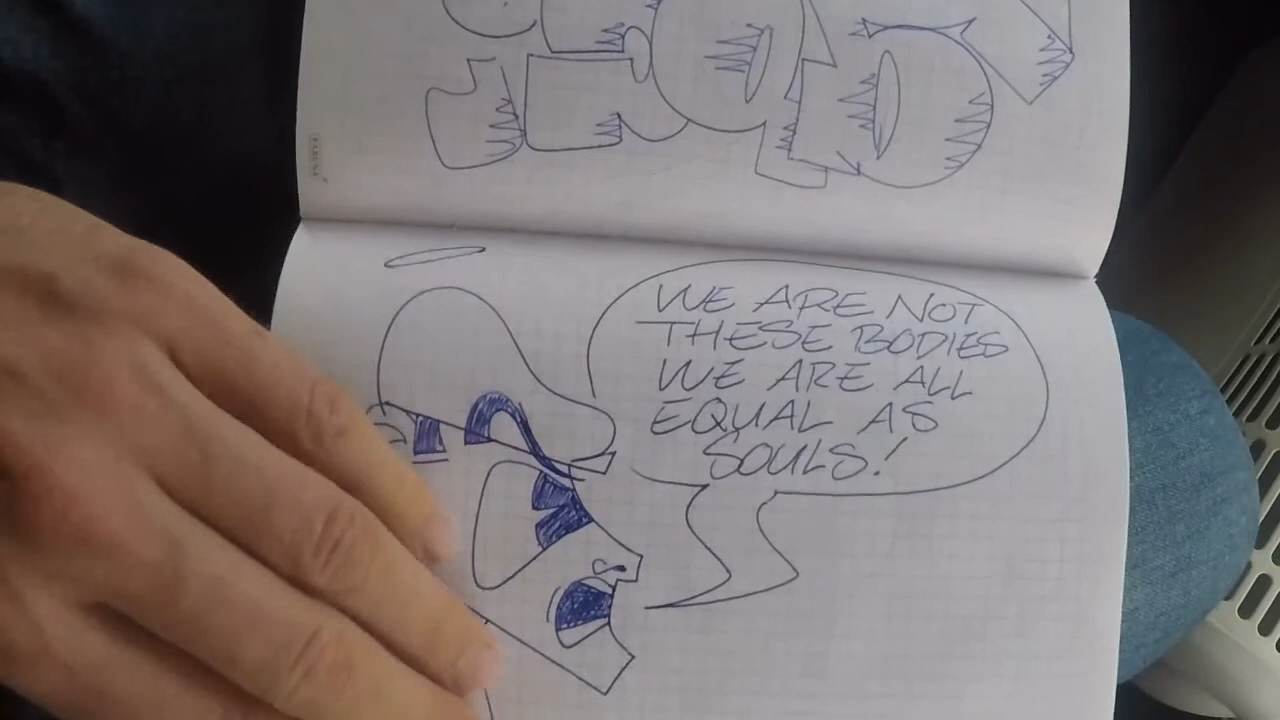 WE ARE NOT
THESE BODIES
WE ARE ALL
EQUAL AS
SOULS!